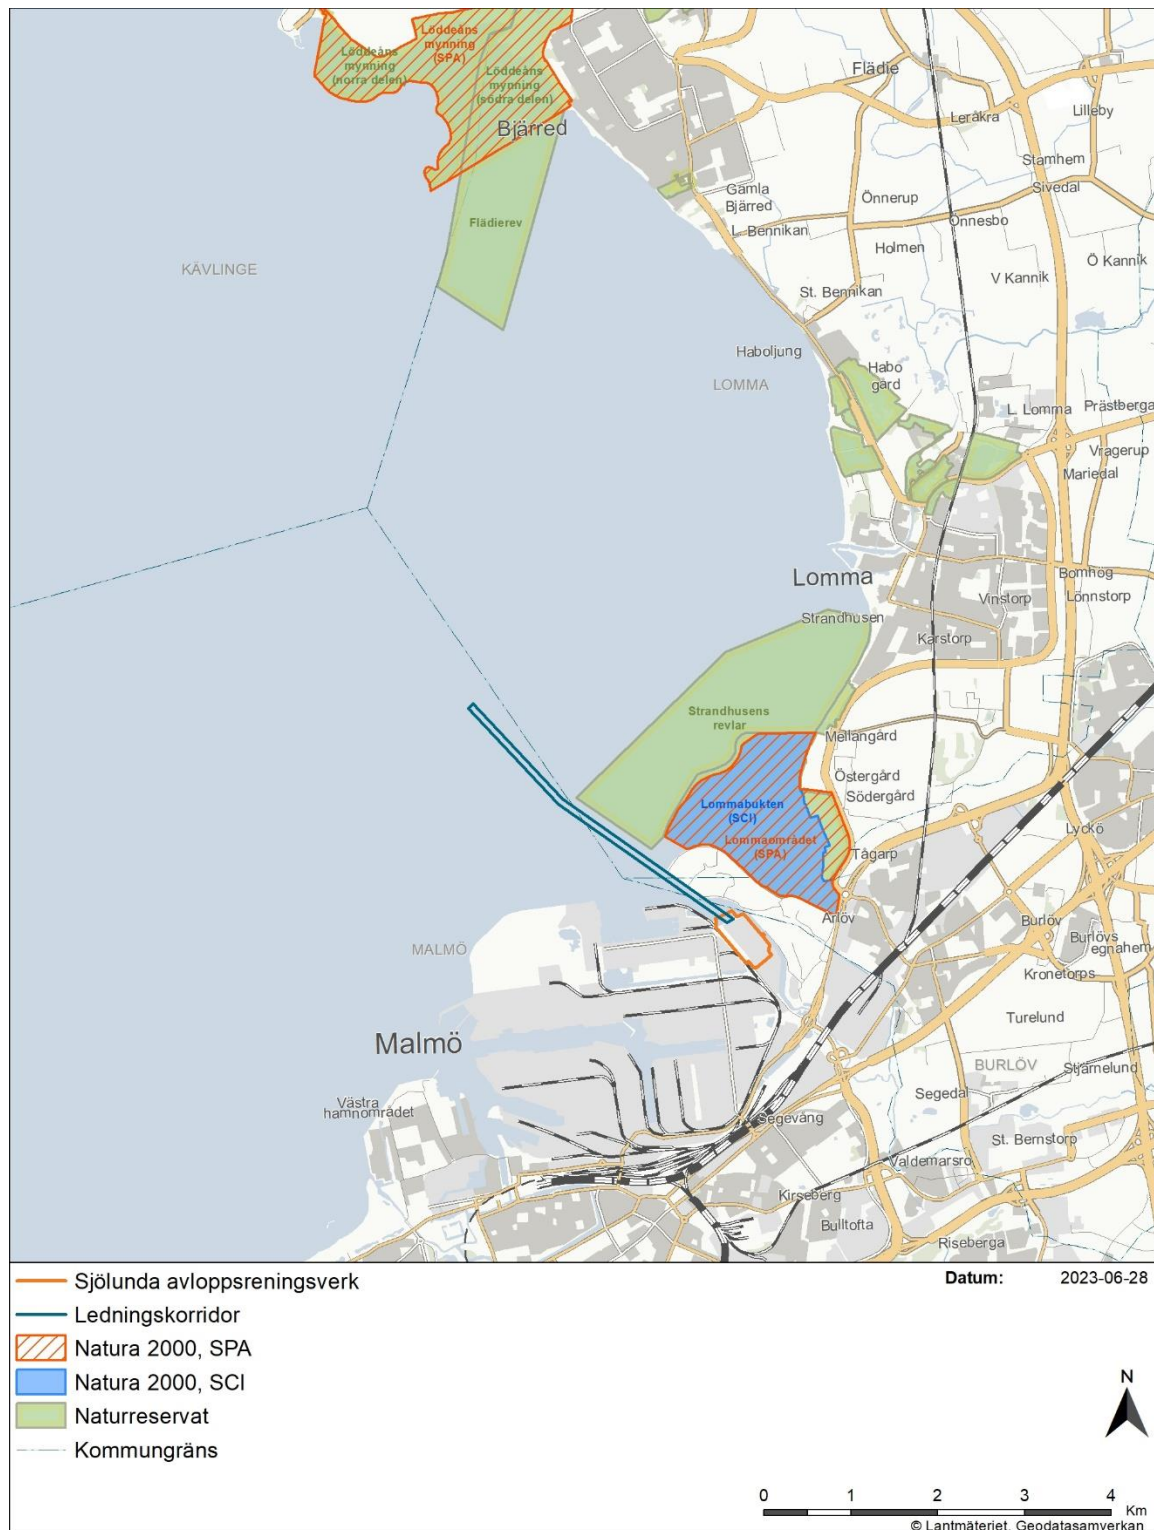 Löddeåns
mynning
(norra delen)
Löddeåns
mynning
(SPA)
Löddeåns
mynning
(södra delen)
Bjärred
Flädie
Leråkra
Lilleby
Stamhem
Sivedal
Gamla
Bjärred
Önnerup
L. Bennikan
Önnesbo
Holmen
Ö Kannik
V Kannik
St. Bennikan
Flädierev
KÄVLINGE
Haboljung
LOMMA
Habo
gård
L. Lomma
Prästberga
Vragerup
Mariedal
Lomma
Bomhög
Vinstorp
Lönnstorp
Strandhusen
Karstorp
Strandhusens
revlar
Mellangård
Östergård
Södergård
Lommabukten
(SCI)
Lommaområdet
(SPA)
Lyckö
Tågarp
Arlöv
Burlöv
Burlövs
egnahem
Kronetorps
MALMÖ
Turelund
Malmö
BURLÖV
Stjärnelund
Segedal
Västra
hamnområdet
Segevång
St. Bernstorp
Valdemarsro
Kirseberg
Bulltofta
Riseberga
Sjölunda avloppsreningsverk
Datum: 2023-06-28
Ledningskorridor
Natura 2000, SPA
Natura 2000, SCI
Naturreservat
Kommungräns
N
0 1 2 3 4
Km
© Lantmäteriet, Geodatasamverkan